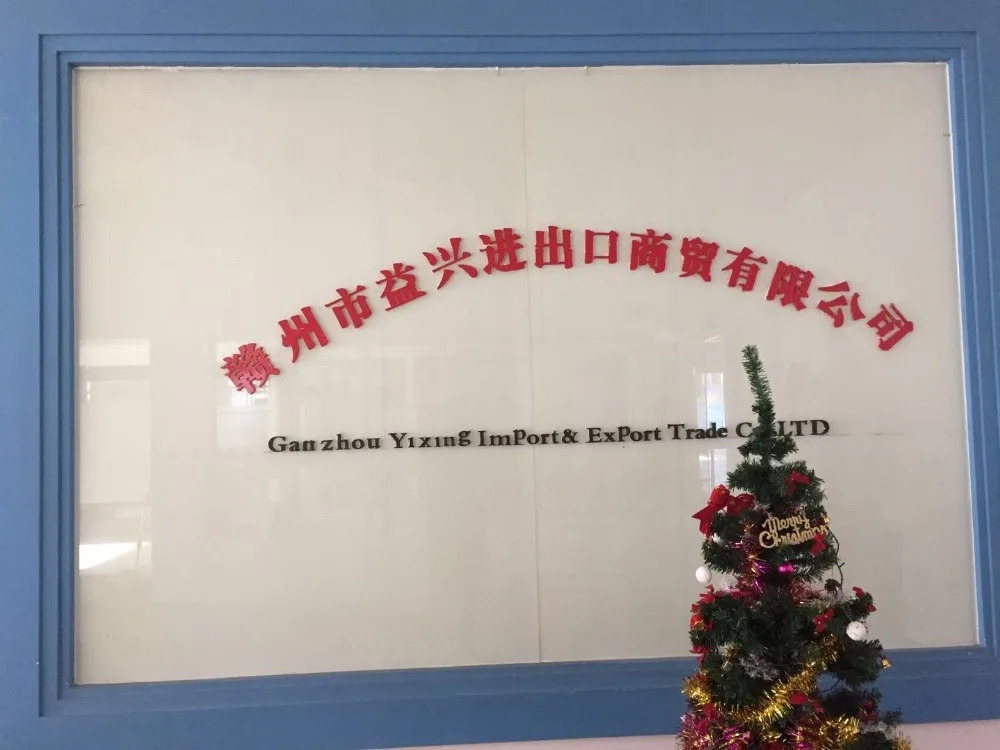 赣州市益兴进出口商贸有限公司
Ganzhou Yixing ImPort& ExPort Trade LTD
Merry
Christmas